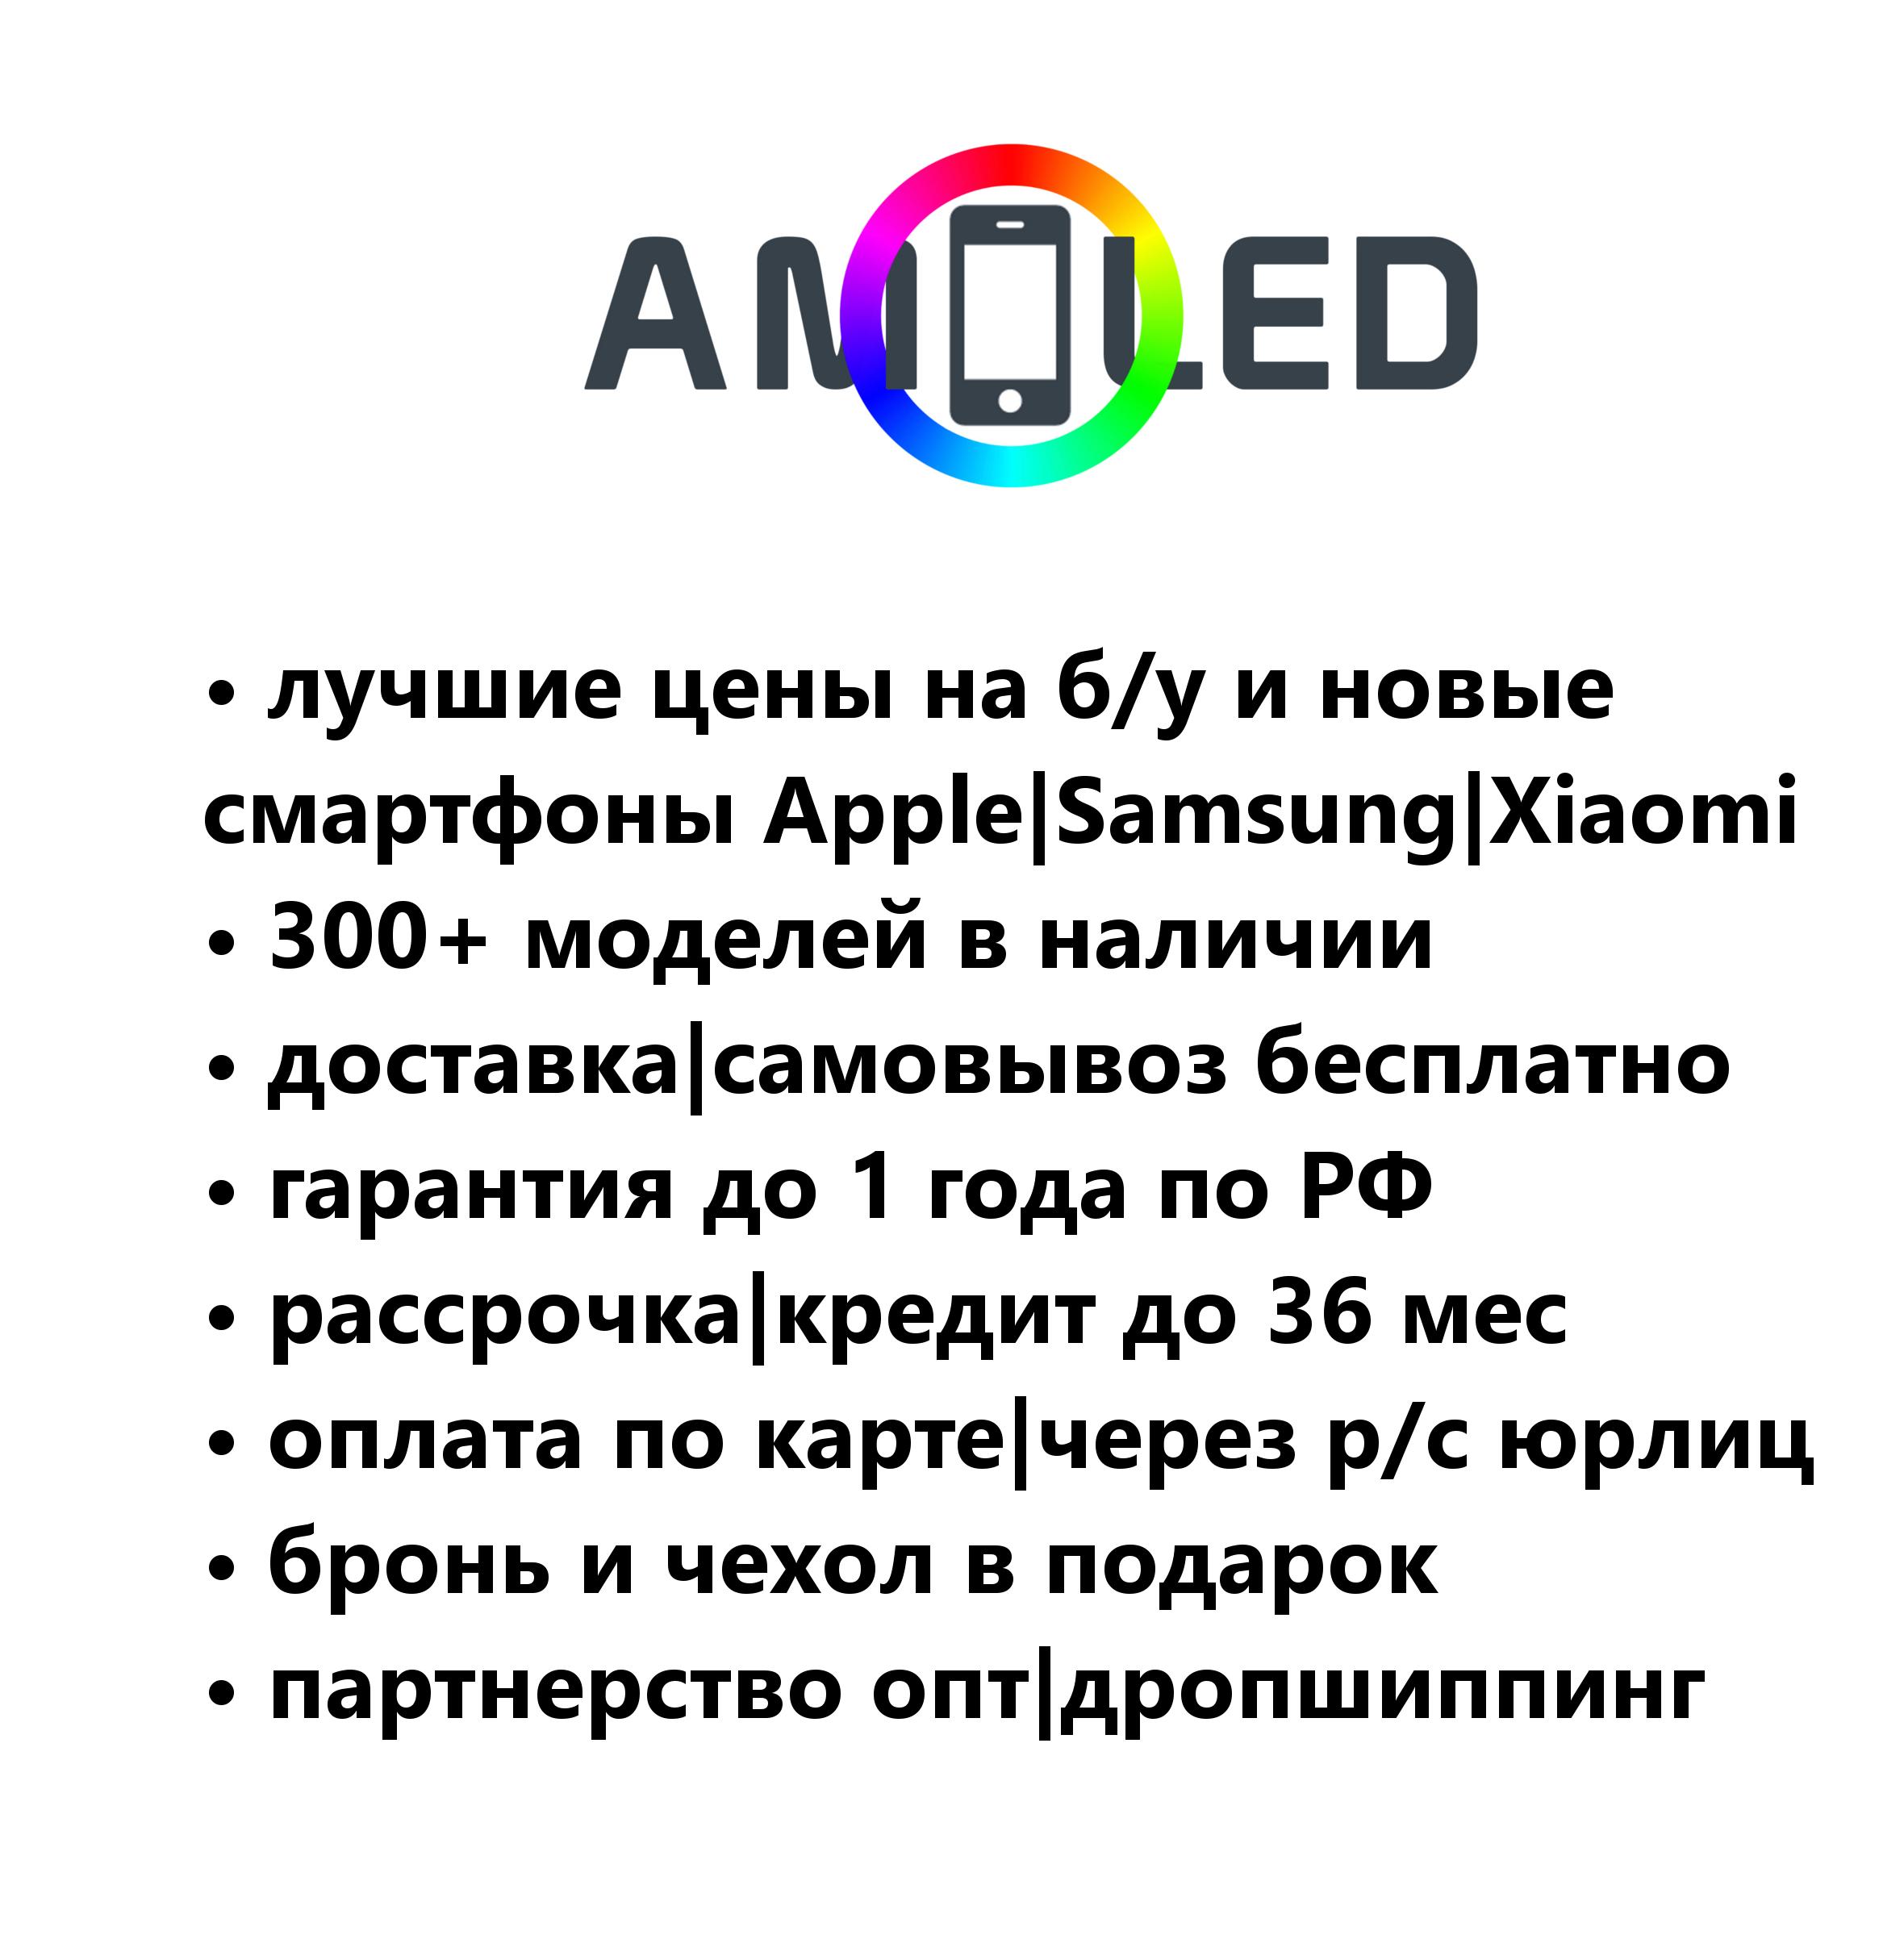 AMOLED
• лучшие цены на б/у и новые
смартфоны Apple|Samsung|Xiaomi
• 300+ моделей в наличии
• доставка|самовывоз бесплатно
• гарантия до 1 года по РФ
• рассрочка|кредит до 36 мес
• оплата по карте|через р/с юрлиц
• бронь и чехол в подарок
• партнерство опт|дропшиппинг